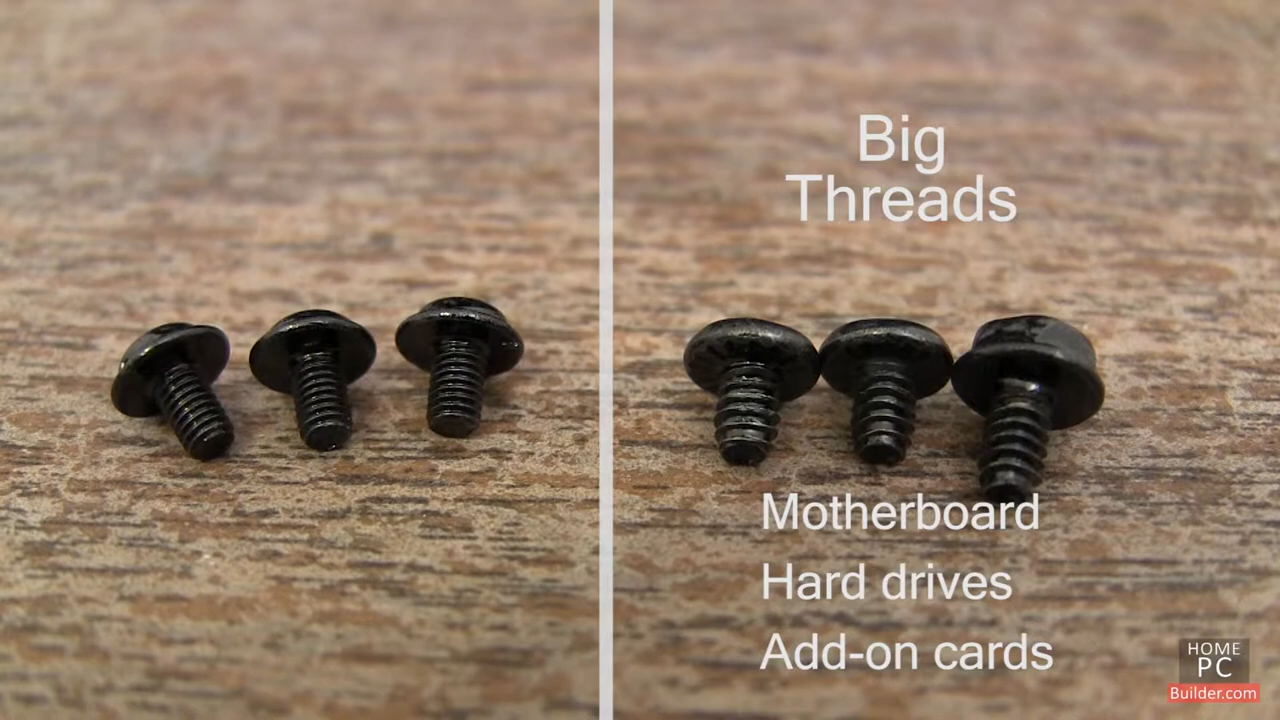 Big
Threads
Motherboard
Hard drives
Add-on cards
HOME
PC
Builder.com